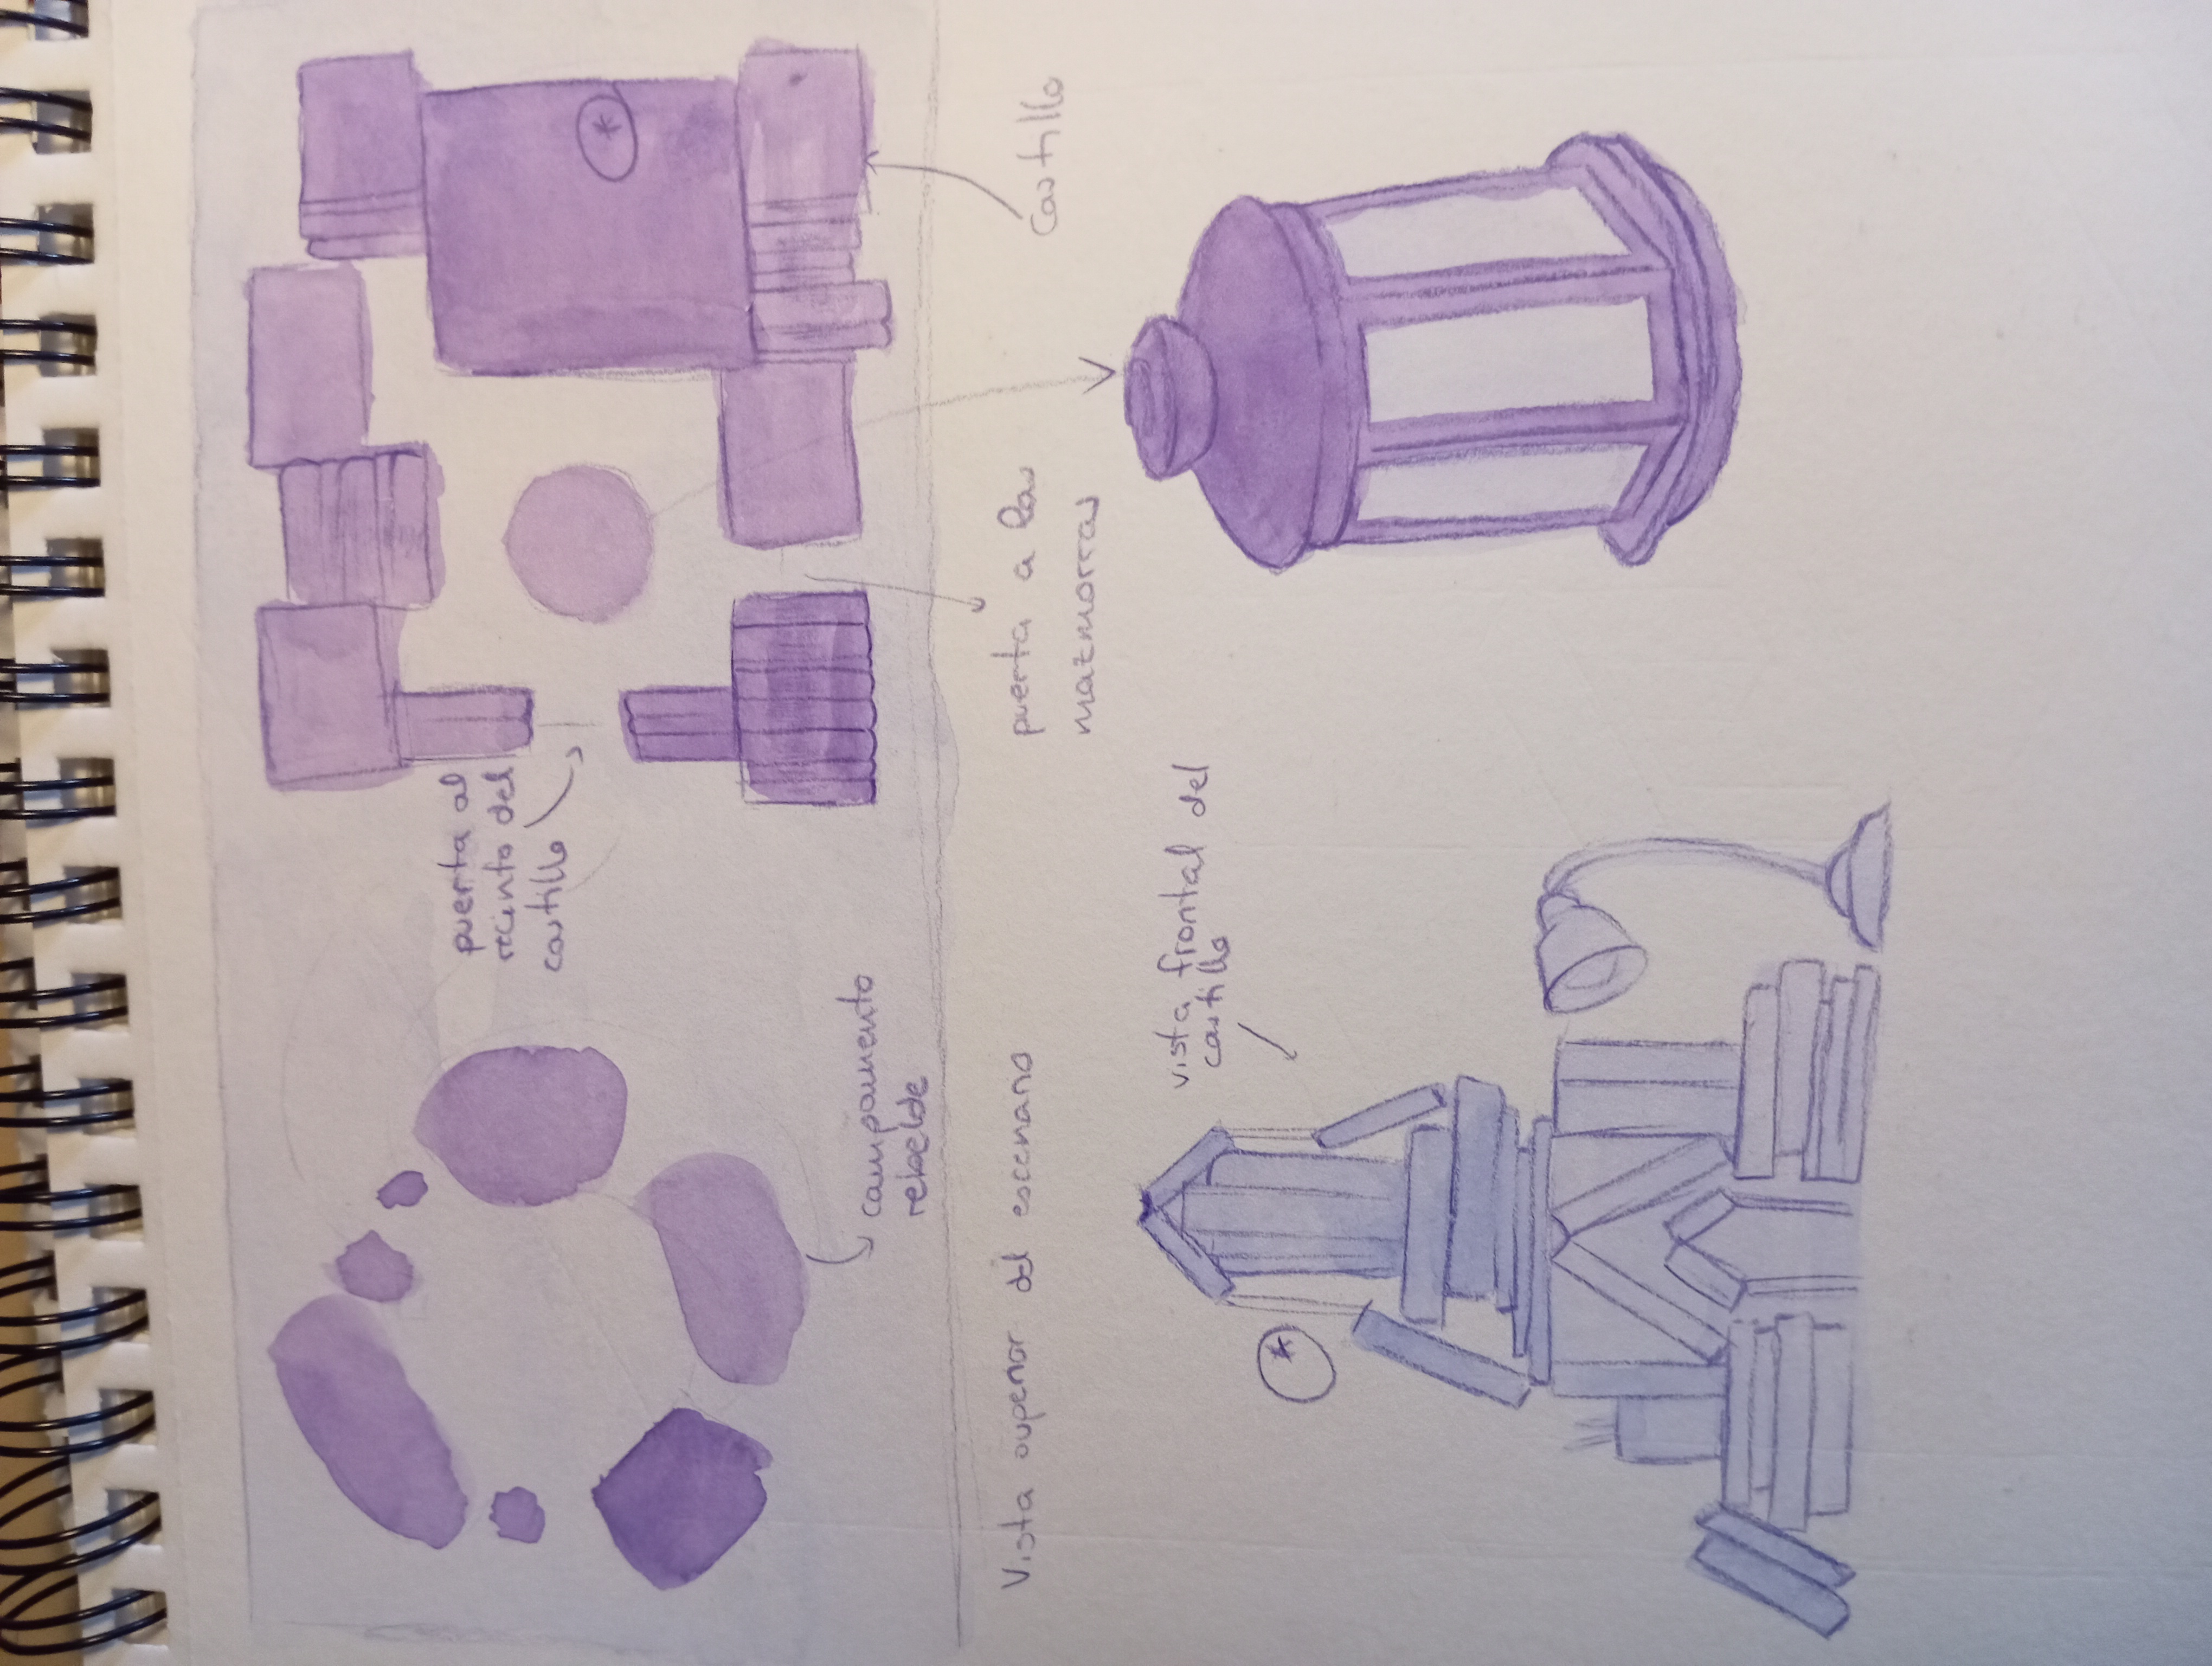 puerta al
recinto del
castillo
campamento
rebelde
Vista superior del escenario
puerta a las
mazmorras
castillo
vista frontal del
castillo
*
*